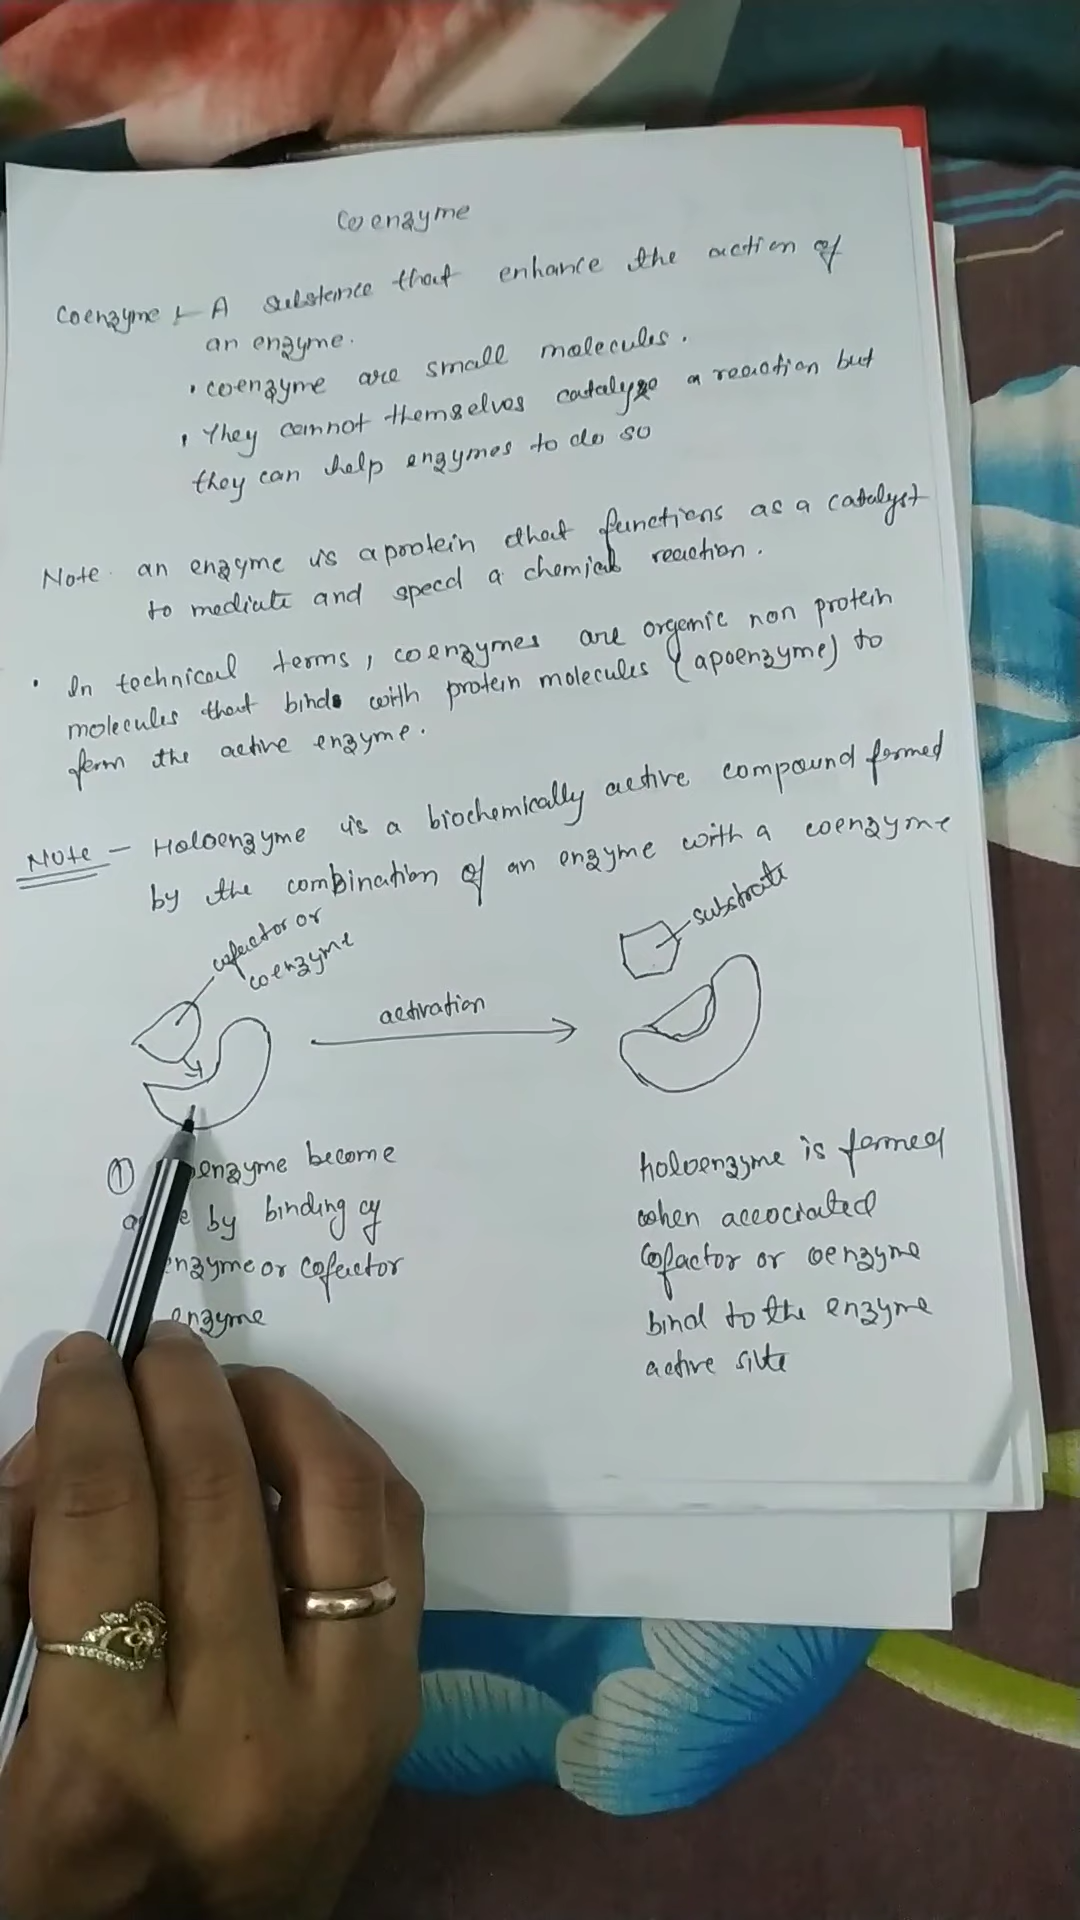 Coenzyme
Coenzyme :- A substance that enhance the action of
an enzyme.
• coenzyme are small molecules.
• They cannot themselves catalyze a reaction but
they can help enzymes to do so
Note. an enzyme is a protein that functions as a catalyst
to mediate and speed a chemical reaction.
• In technical terms, coenzymes are organic non protein
molecules that binds with protein molecules (apoenzyme) to
form the active enzyme.
Note - Holoenzyme is a biochemically active compound formed
by the combination of an enzyme with a coenzyme
cofactor or
coenzyme
activation
substrate
① enzyme become
by binding of
enzyme or cofactor
enzyme
holoenzyme is formed
when accociated
cofactor or oenzyme
bind to the enzyme
active site